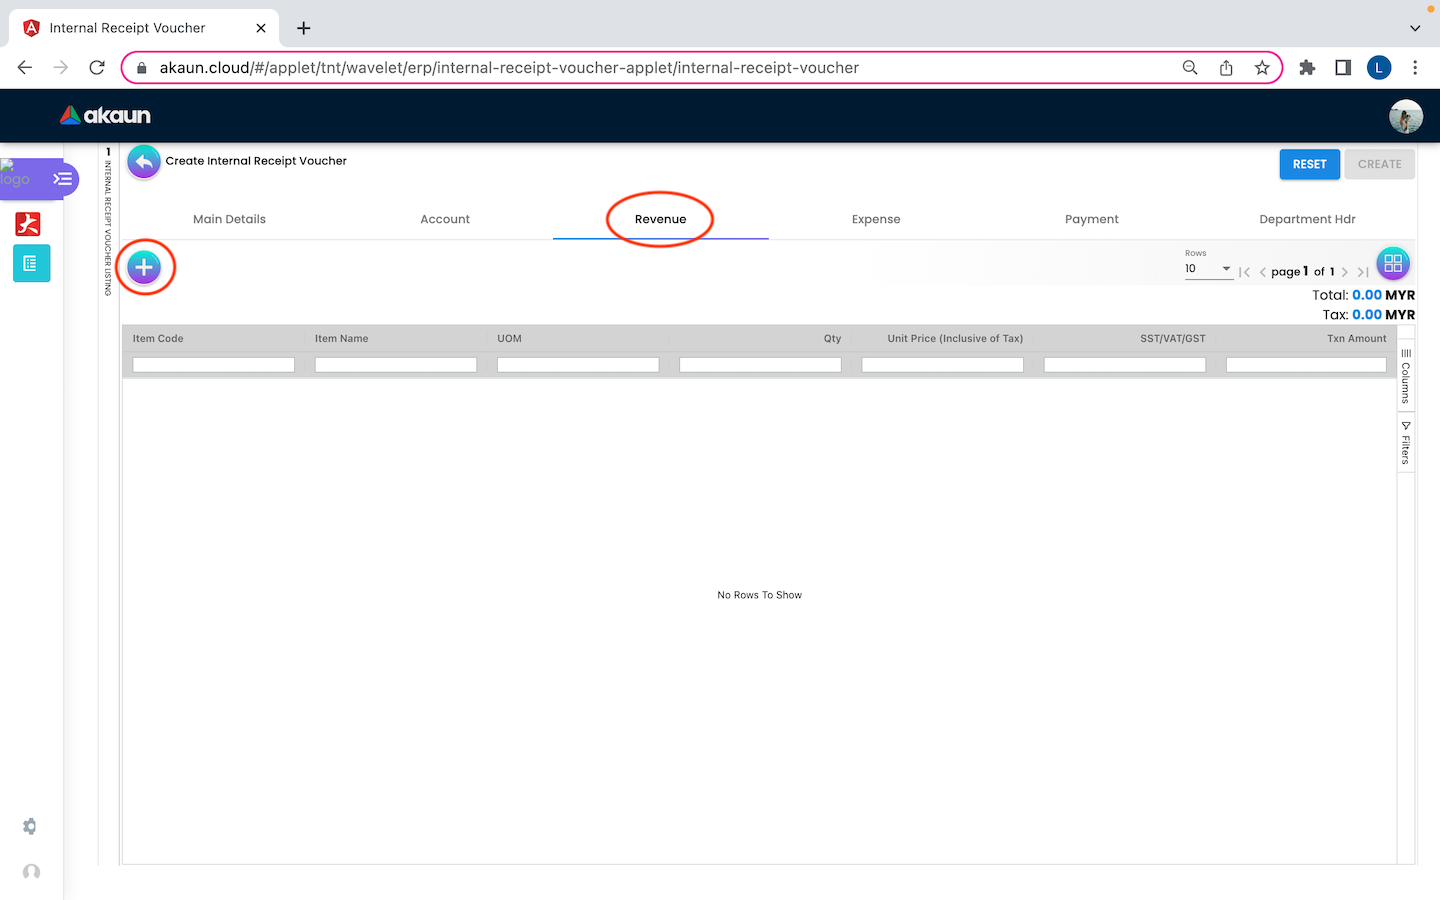 Internal Receipt Voucher
akaun.cloud/#/applet/tnt/wavelet/erp/internal-receipt-voucher-applet/internal-receipt-voucher
L
akaun
logo
1
INTERNAL RECEIPT VOUCHER LISTING
Create Internal Receipt Voucher
RESET
CREATE
Main Details
Account
Revenue
Expense
Payment
Department Hdr
Rows
10
page 1 of 1
Total: 0.00 MYR
Tax: 0.00 MYR
Item Code
Item Name
UOM
Qty
Unit Price (Inclusive of Tax)
SST/VAT/GST
Txn Amount
Columns
Filters
No Rows To Show